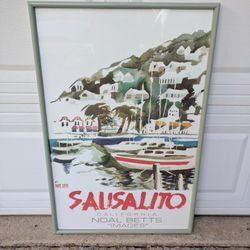 SAUSALITO
CALIFORNIA
NOAL BETTS
"IMAGES"